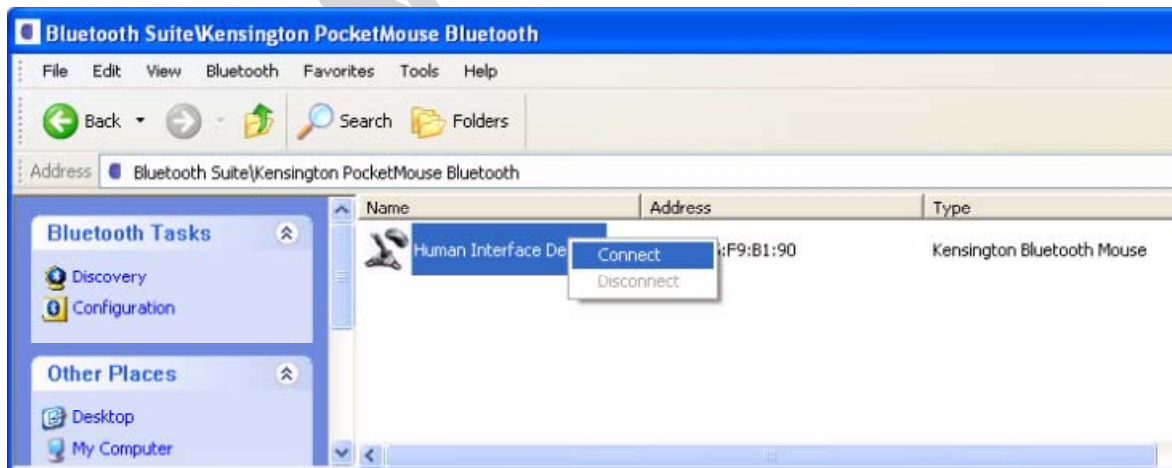 Bluetooth Suite\Kensington PocketMouse Bluetooth
File Edit View Bluetooth Favorites Tools Help
Back Search Folders
Address Bluetooth Suite\Kensington PocketMouse Bluetooth
Name Address Type
Bluetooth Tasks
Human Interface De :F9:B1:90 Kensington Bluetooth Mouse
Connect
Disconnect
Discovery
Configuration
Other Places
Desktop
My Computer